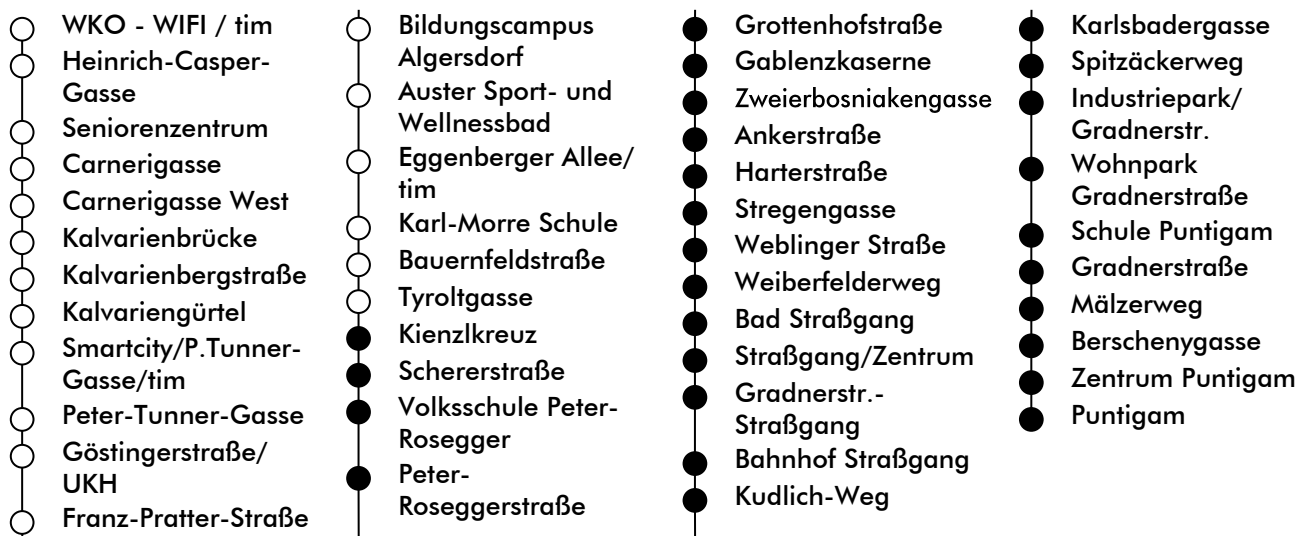 WKO - WIFI / tim
Heinrich-Casper-
Gasse
Seniorenzentrum
Carnerigasse
Carnerigasse West
Kalvarienbrücke
Kalvarienbergstraße
Kalvariengürtel
Smartcity/P.Tunner-
Gasse/tim
Peter-Tunner-Gasse
Göstingerstraße/
UKH
Franz-Pratter-Straße
Bildungscampus
Algersdorf
Auster Sport- und
Wellnessbad
Eggenberger Allee/
tim
Karl-Morre Schule
Bauernfeldstraße
Tyroltgasse
Kienzlkreuz
Schererstraße
Volksschule Peter-
Rosegger
Peter-
Roseggerstraße
Grottenhofstraße
Gablenzkaserne
Zweierbosniakengasse
Ankerstraße
Harterstraße
Stregengasse
Weblinger Straße
Weiberfelderweg
Bad Straßgang
Straßgang/Zentrum
Gradnerstr.-
Straßgang
Bahnhof Straßgang
Kudlich-Weg
Karlsbadergasse
Spitzäckerweg
Industriepark/
Gradnerstr.
Wohnpark
Gradnerstraße
Schule Puntigam
Gradnerstraße
Mälzerweg
Berschenygasse
Zentrum Puntigam
Puntigam